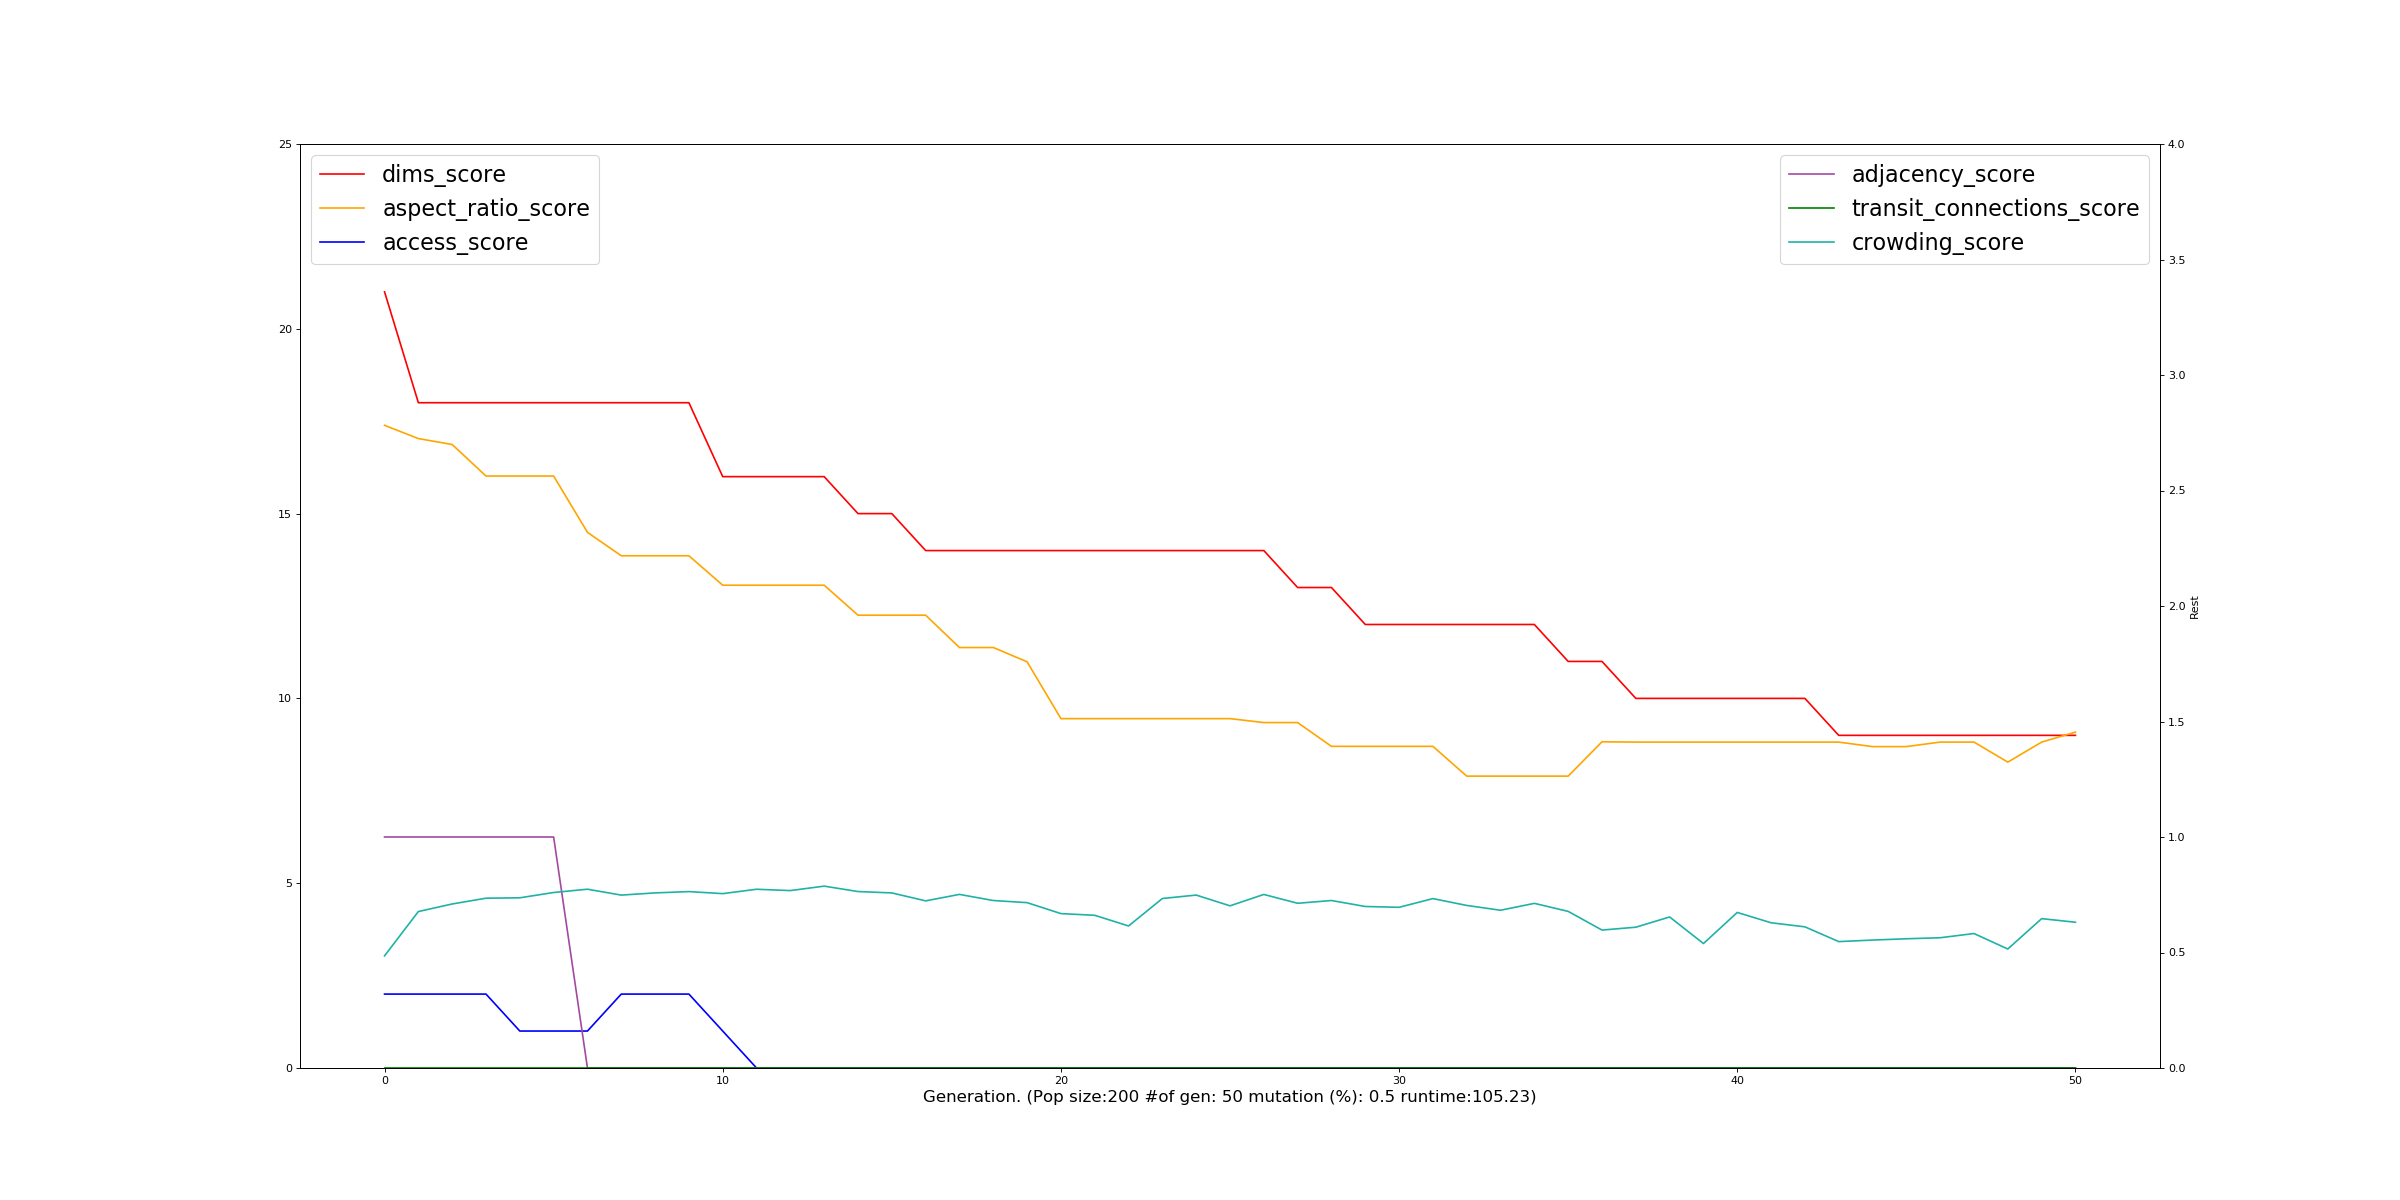 dims_score
aspect_ratio_score
access_score
adjacency_score
transit_connections_score
crowding_score
25
20
15
10
5
0
4.0
3.5
3.0
2.5
2.0
1.5
1.0
0.5
0.0
Rest
0 10 20 30 40 50
Generation. (Pop size:200 #of gen: 50 mutation (%): 0.5 runtime:105.23)